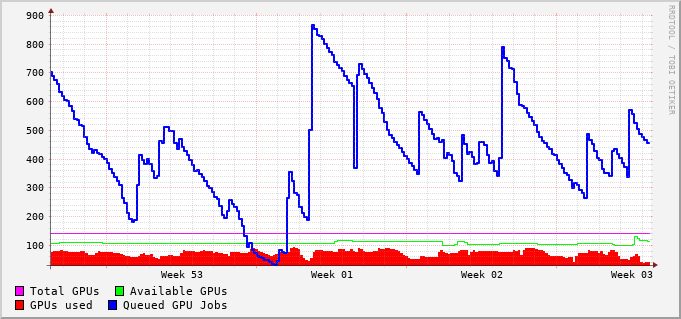 900
800
700
600
500
400
300
200
100
Week 53 Week 01 Week 02 Week 03
Total GPUs Available GPUs
GPUs used Queued GPU Jobs
RRDTOOL / TOBI OETIKER